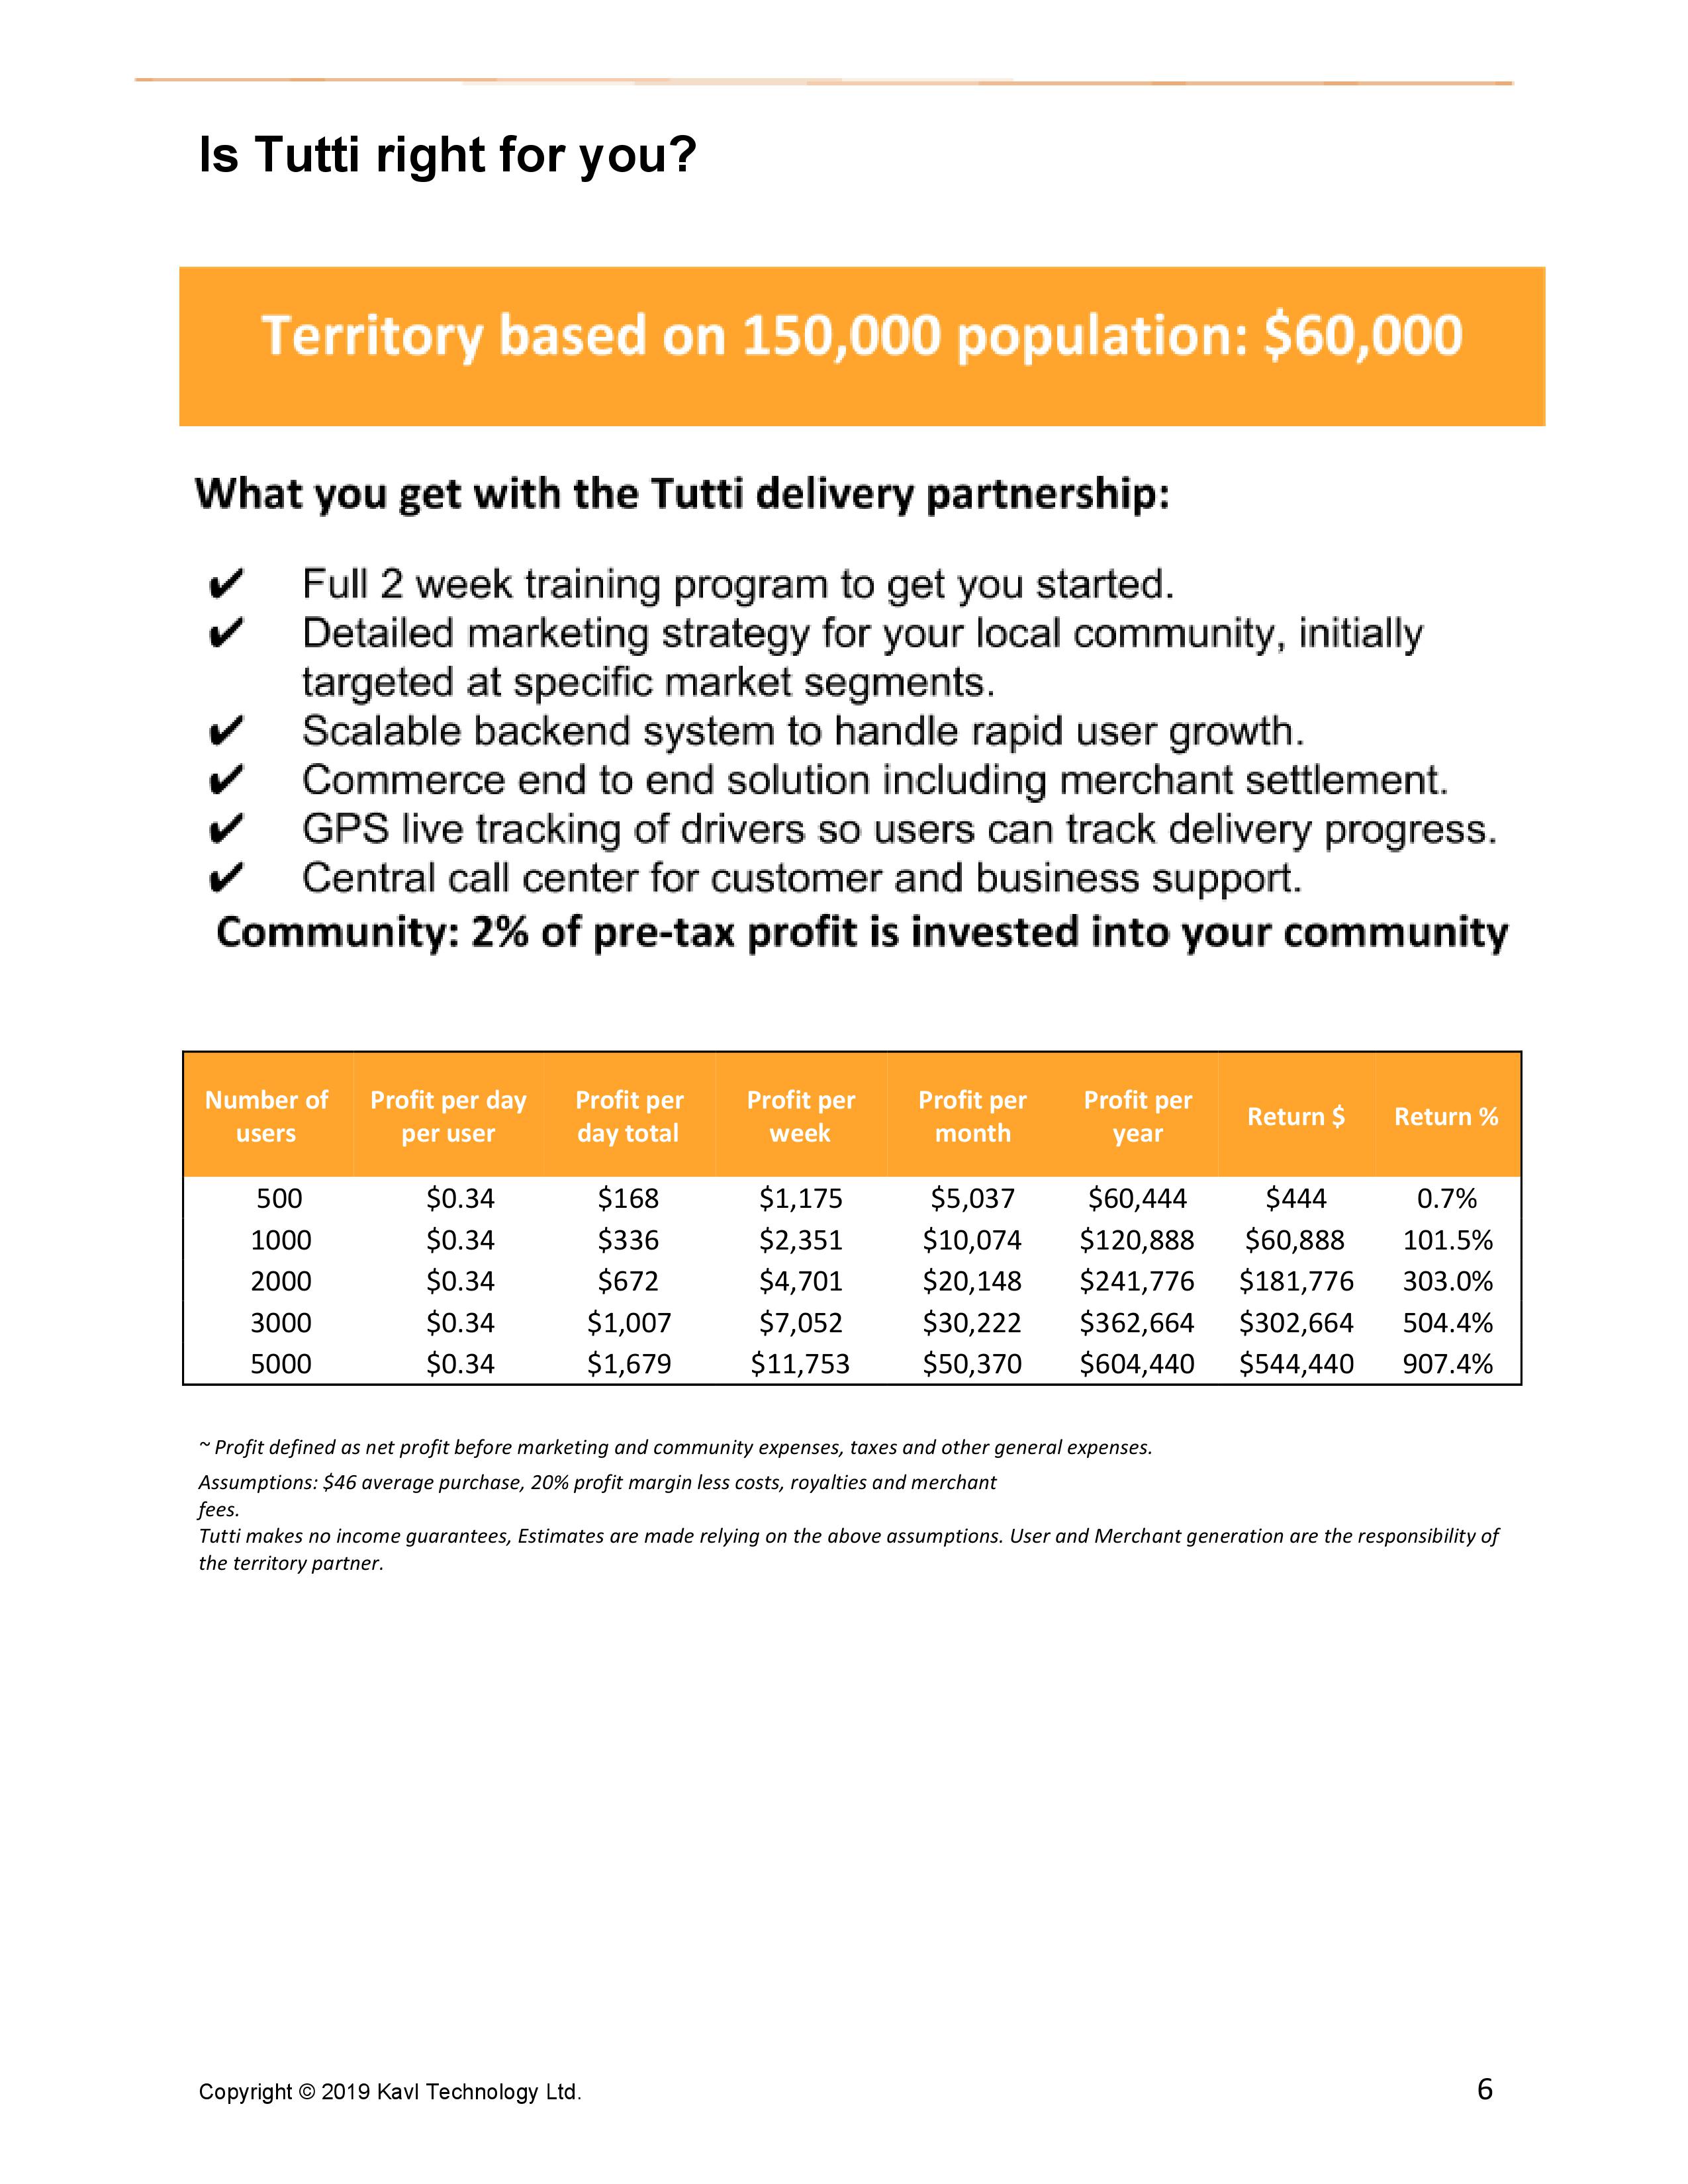 Is Tutti right for you?
Territory based on 150,000 population: $60,000
What you get with the Tutti delivery partnership:
✔ Full 2 week training program to get you started.
✔ Detailed marketing strategy for your local community, initially
targeted at specific market segments.
✔ Scalable backend system to handle rapid user growth.
✔ Commerce end to end solution including merchant settlement.
✔ GPS live tracking of drivers so users can track delivery progress.
✔ Central call center for customer and business support.
Community: 2% of pre-tax profit is invested into your community
Number of users Profit per day per user Profit per day total Profit per week Profit per month Profit per year Return $ Return %
500 $0.34 $168 $1,175 $5,037 $60,444 $444 0.7%
1000 $0.34 $336 $2,351 $10,074 $120,888 $60,888 101.5%
2000 $0.34 $672 $4,701 $20,148 $241,776 $181,776 303.0%
3000 $0.34 $1,007 $7,052 $30,222 $362,664 $302,664 504.4%
5000 $0.34 $1,679 $11,753 $50,370 $604,440 $544,440 907.4%
~ Profit defined as net profit before marketing and community expenses, taxes and other general expenses.
Assumptions: $46 average purchase, 20% profit margin less costs, royalties and merchant
fees.
Tutti makes no income guarantees, Estimates are made relying on the above assumptions. User and Merchant generation are the responsibility of
the territory partner.
Copyright © 2019 Kavl Technology Ltd. 6